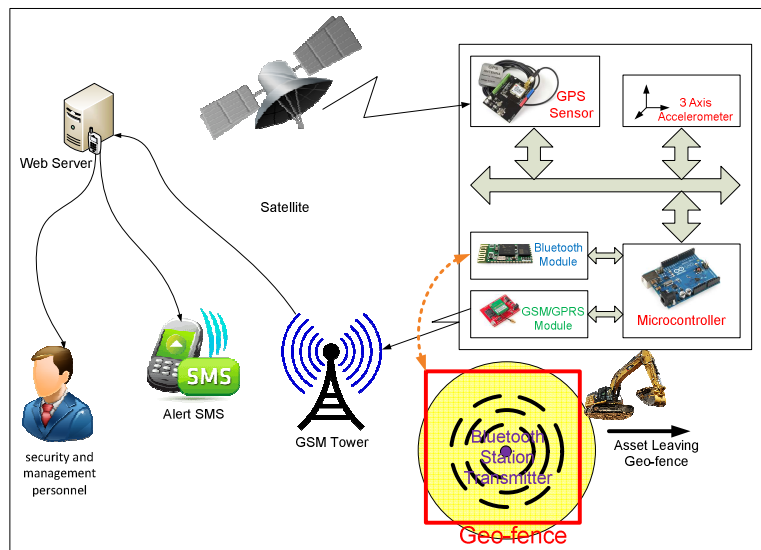 GPS
Sensor
3 Axis
Accelerometer
Web Server
Satellite
Bluetooth
Module
GSM/GPRS
Module
Microcontroller
SMS
Alert SMS
GSM Tower
security and
management
personnel
Bluetooth
Station
Transmitter
Asset Leaving
Geo-fence
Geo-fence